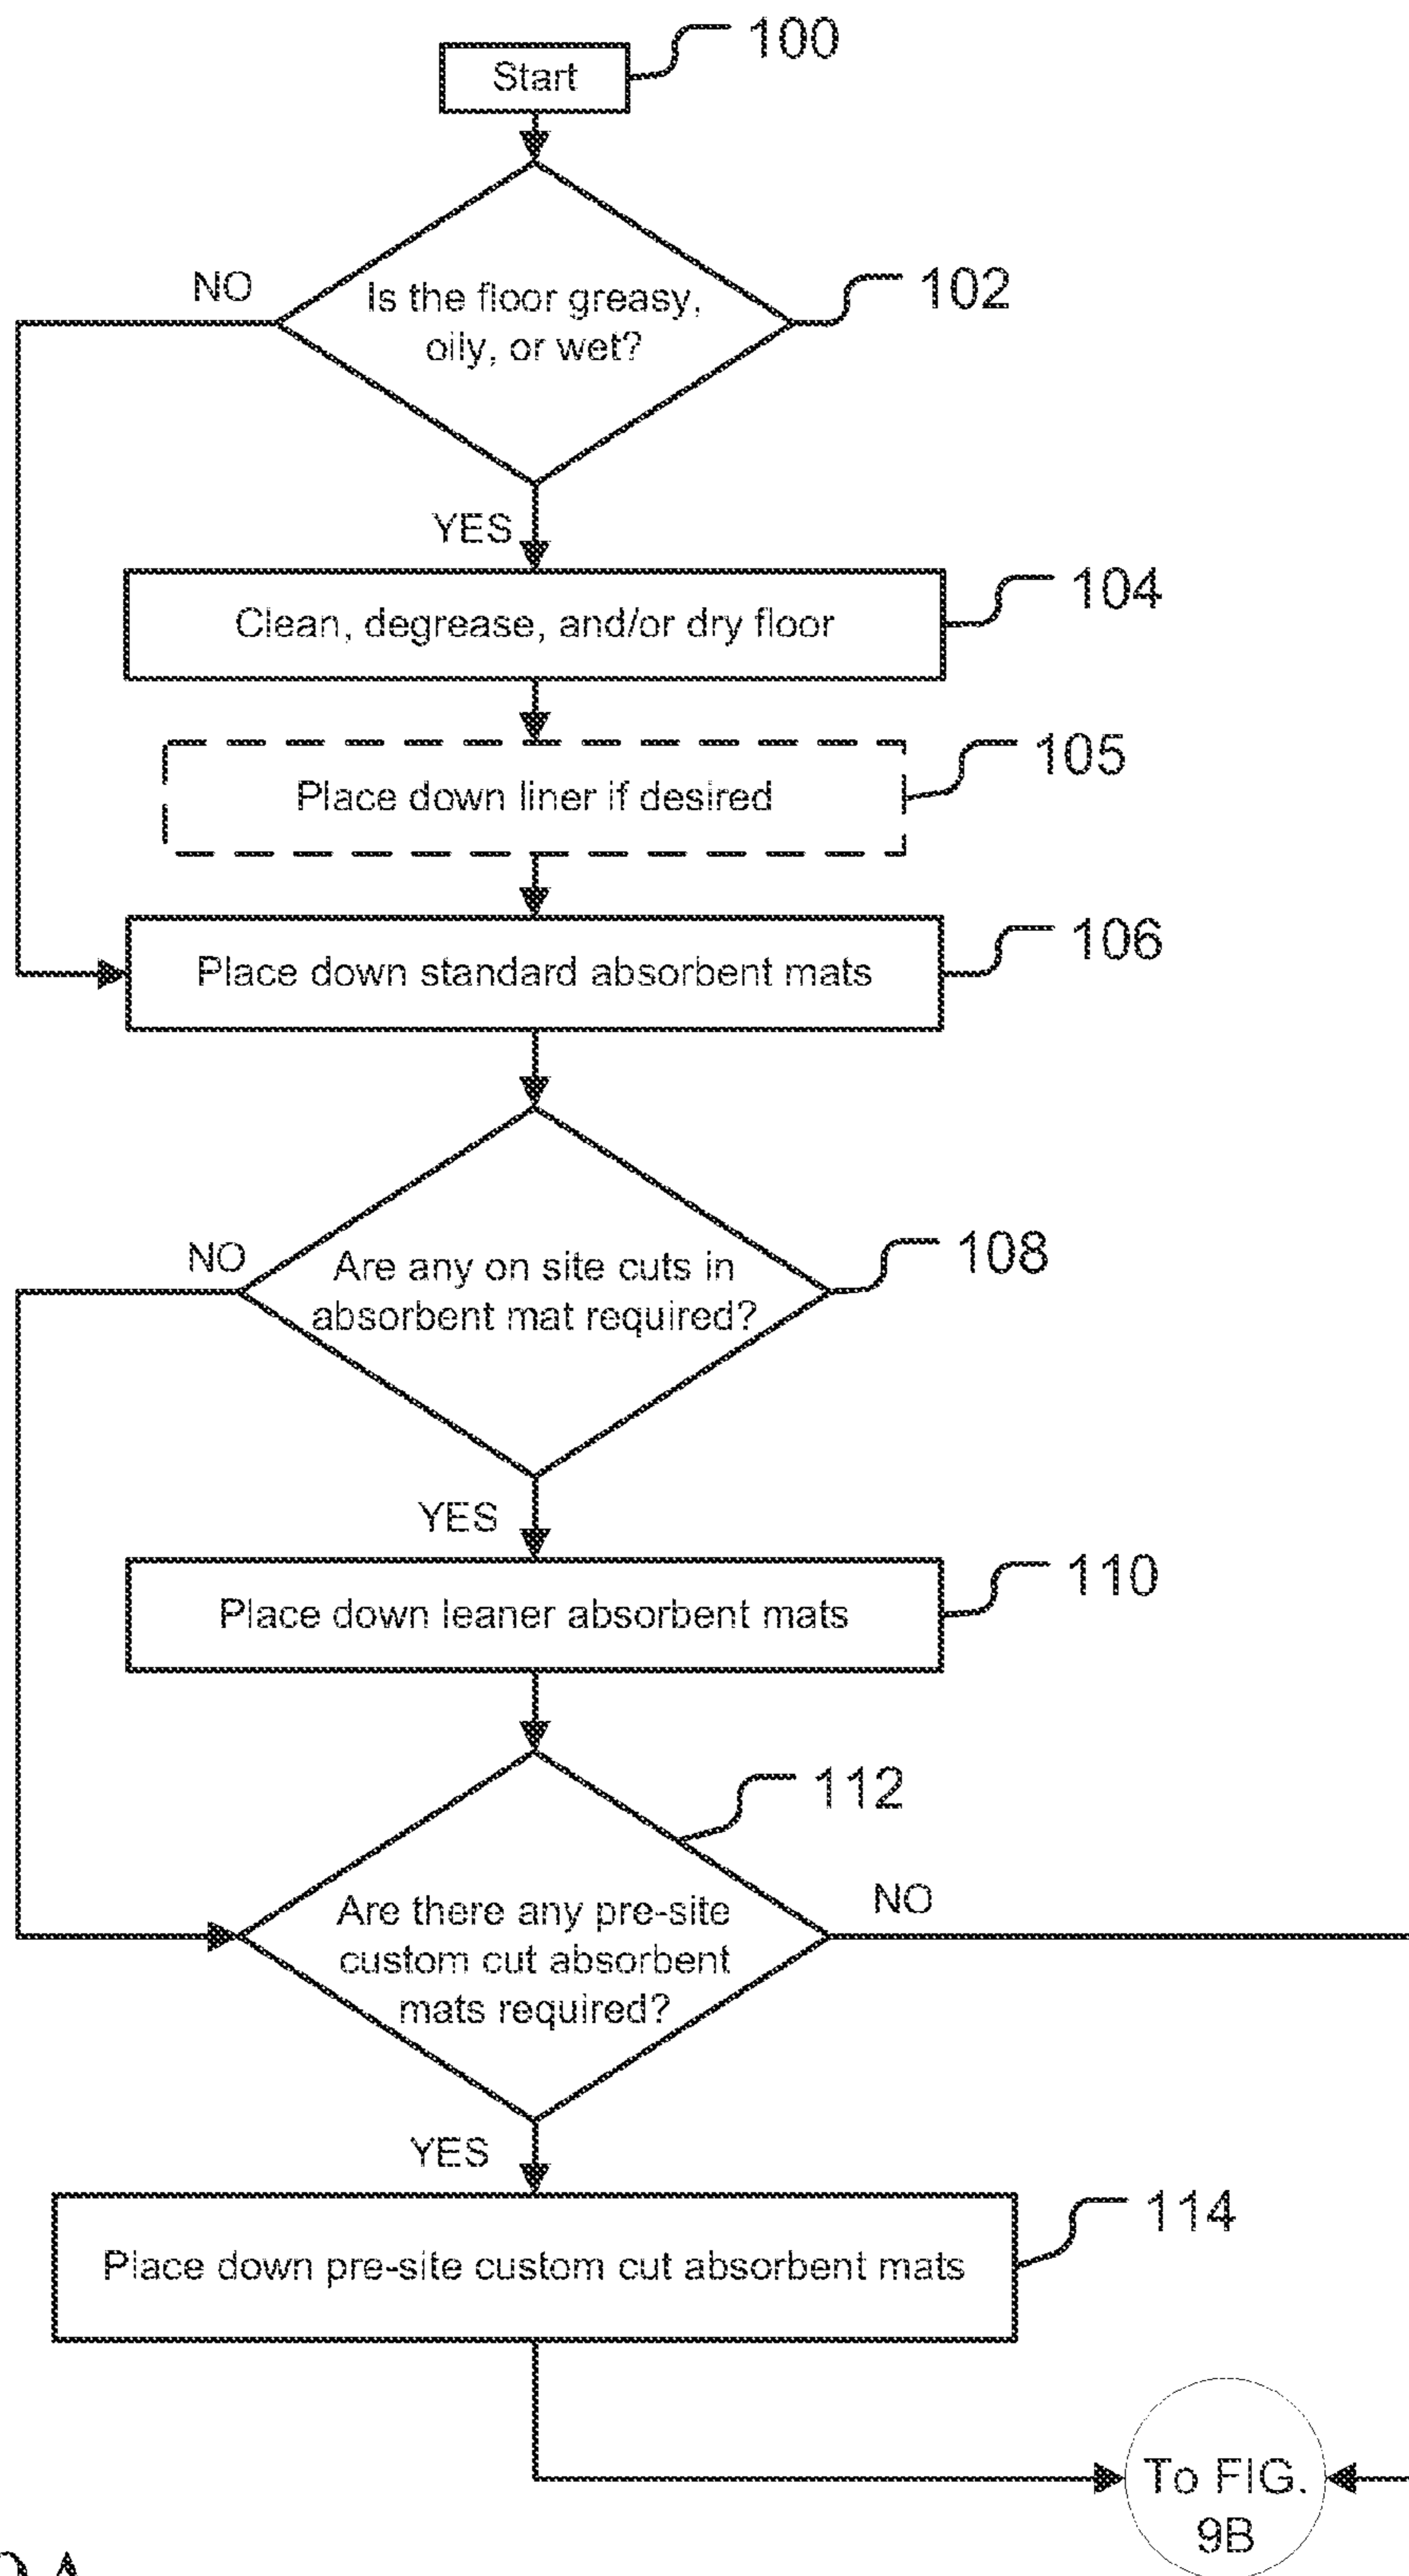 Start
100
NO
Is the floor greasy,
oily, or wet?
102
YES
Clean, degrease, and/or dry floor
104
Place down liner if desired
105
Place down standard absorbent mats
106
NO
Are any on site cuts in
absorbent mat required?
108
YES
Place down leaner absorbent mats
110
112
Are there any pre-site
custom cut absorbent
mats required?
NO
YES
Place down pre-site custom cut absorbent mats
114
To FIG.
9B